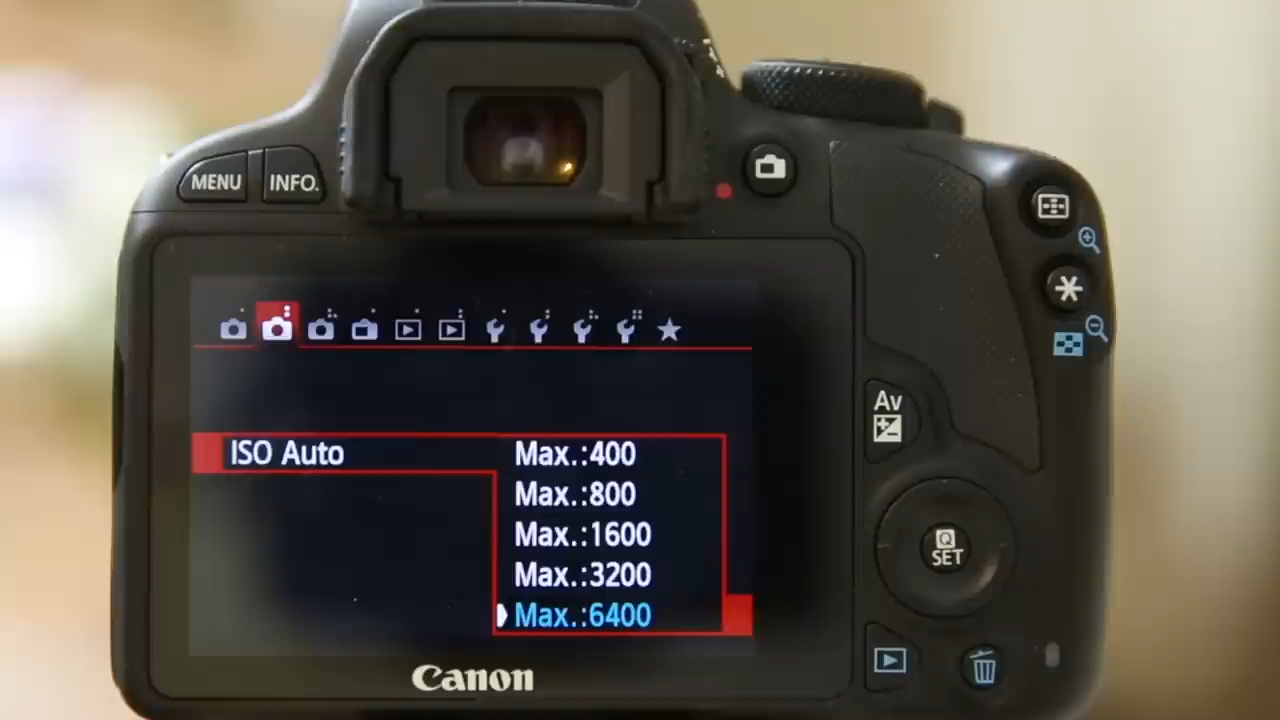 MENU
INFO.
ISO Auto
Max.:400
Max.:800
Max.:1600
Max.:3200
Max.:6400
Av
Q
SET
Canon